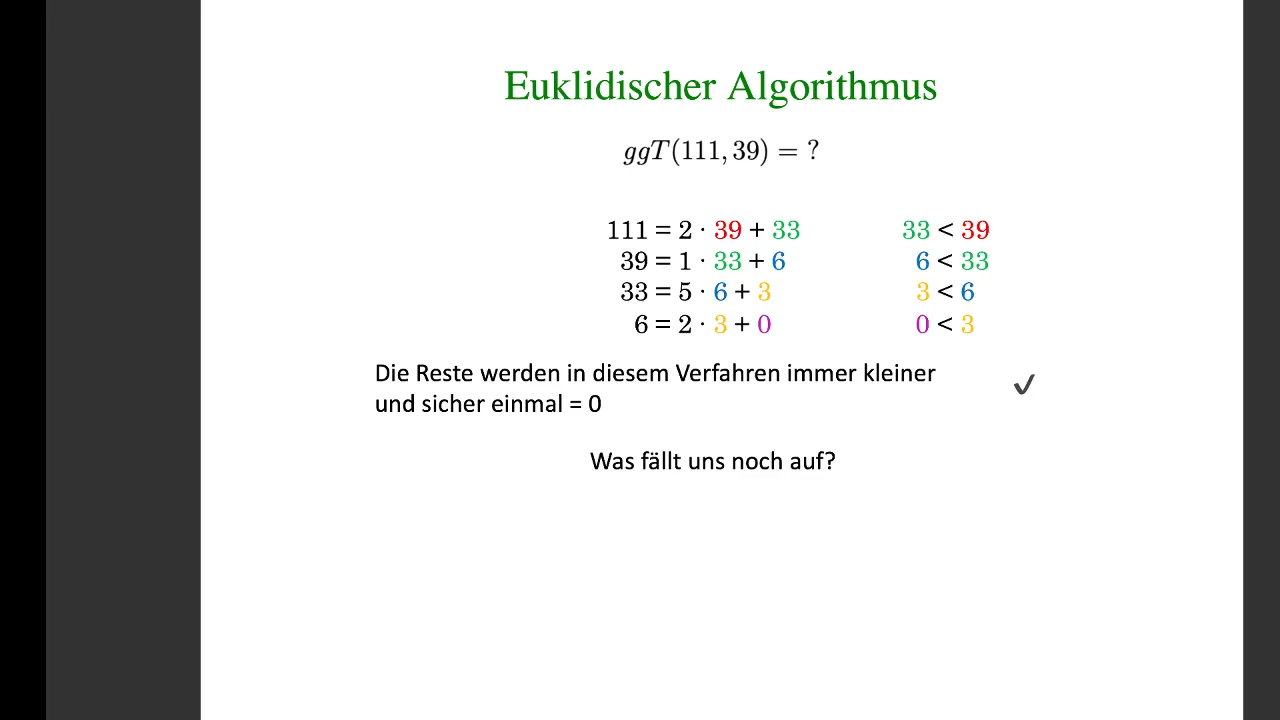 Euklidischer Algorithmus
ggT(111, 39) = ?
111 = 2 · 39 + 33 33 < 39
39 = 1 · 33 + 6 6 < 33
33 = 5 · 6 + 3 3 < 6
6 = 2 · 3 + 0 0 < 3
Die Reste werden in diesem Verfahren immer kleiner
und sicher einmal = 0 ✓
Was fällt uns noch auf?